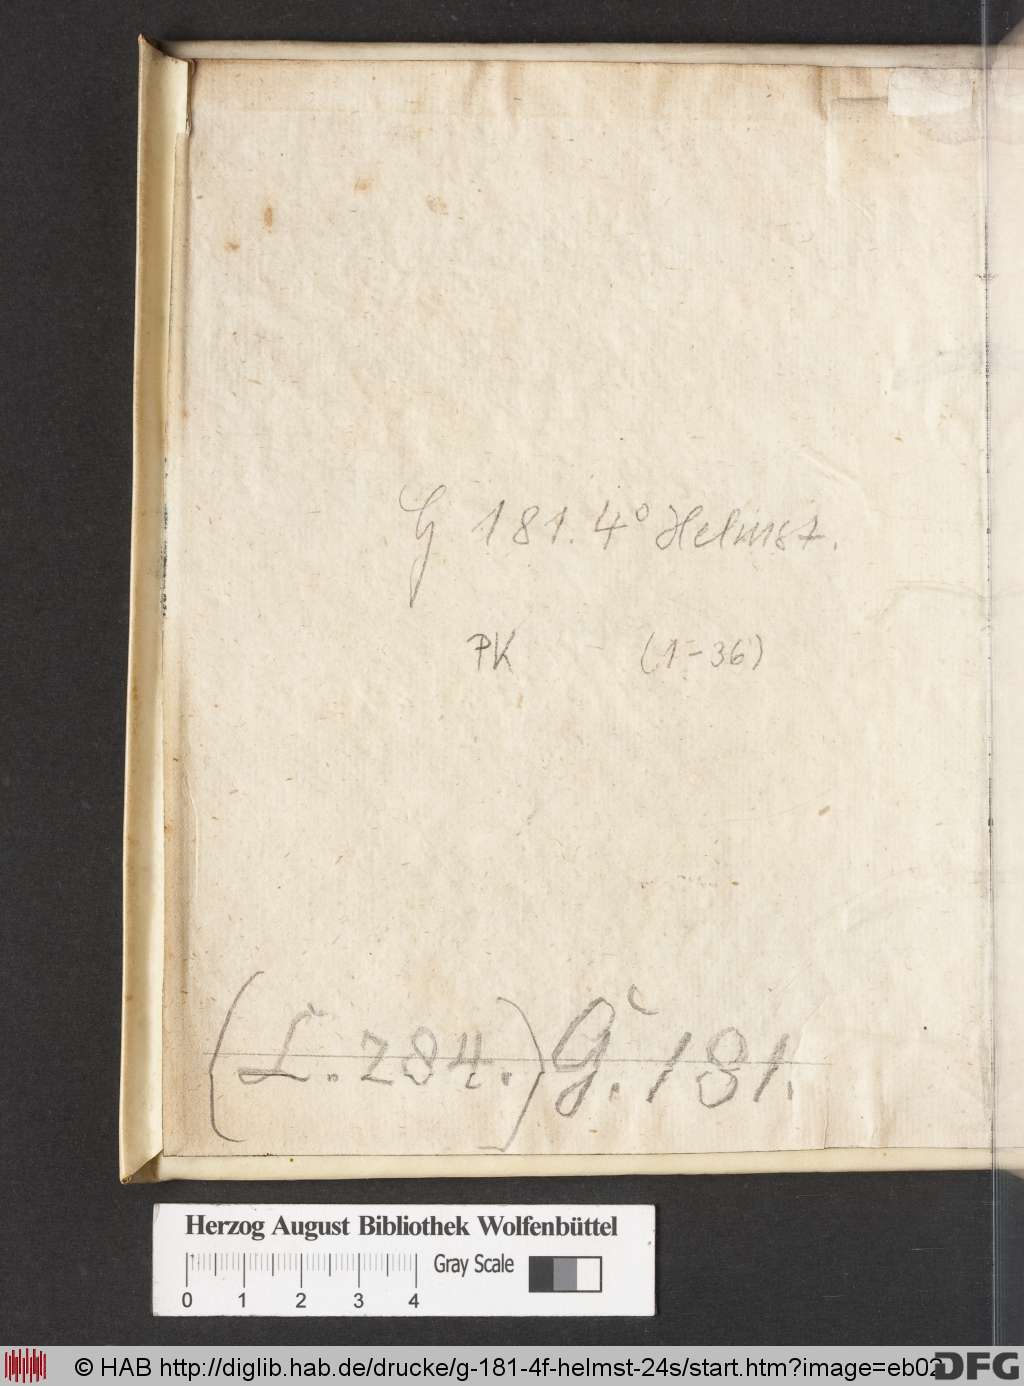 G 181. 4° Helmst.
PK (1-36)
(L. 284.) G. 181.
Herzog August Bibliothek Wolfenbüttel
Gray Scale
0 1 2 3 4
© HAB http://diglib.hab.de/drucke/g-181-4f-helmst-24s/start.htm?image=eb02
DFG